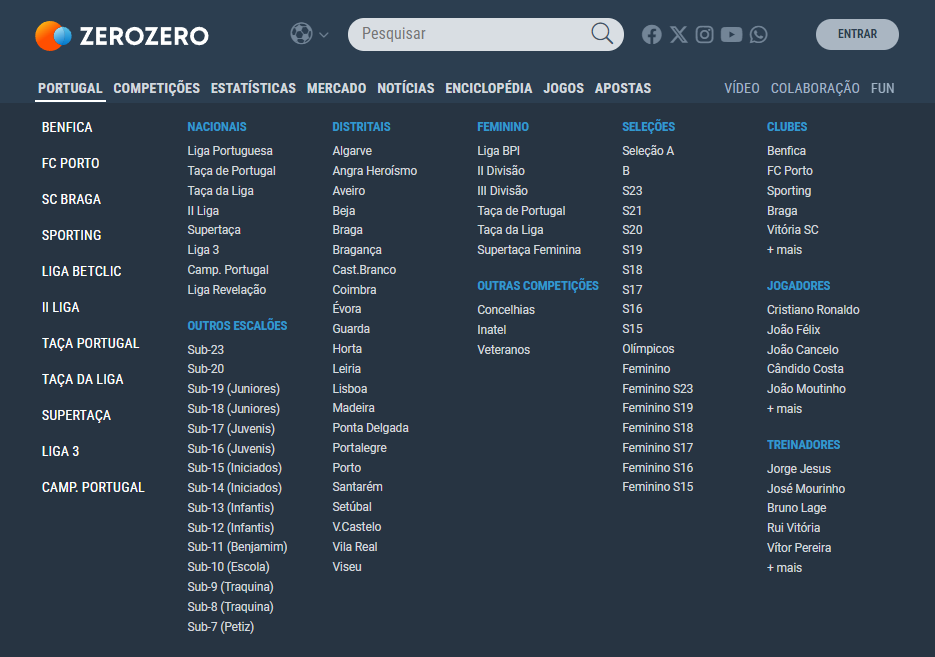 ZEROZERO
Pesquisar
ENTRAR
PORTUGAL COMPETIÇÕES ESTATÍSTICAS MERCADO NOTÍCIAS ENCICLOPÉDIA JOGOS APOSTAS VÍDEO COLABORAÇÃO FUN
BENFICA
FC PORTO
SC BRAGA
SPORTING
LIGA BETCLIC
II LIGA
TAÇA PORTUGAL
TAÇA DA LIGA
SUPERTAÇA
LIGA 3
CAMP. PORTUGAL
NACIONAIS
Liga Portuguesa
Taça de Portugal
Taça da Liga
II Liga
Supertaça
Liga 3
Camp. Portugal
Liga Revelação
OUTROS ESCALÕES
Sub-23
Sub-20
Sub-19 (Juniores)
Sub-18 (Juniores)
Sub-17 (Juvenis)
Sub-16 (Juvenis)
Sub-15 (Iniciados)
Sub-14 (Iniciados)
Sub-13 (Infantis)
Sub-12 (Infantis)
Sub-11 (Benjamim)
Sub-10 (Escola)
Sub-9 (Traquina)
Sub-8 (Traquina)
Sub-7 (Petiz)
DISTRITAIS
Algarve
Angra Heroísmo
Aveiro
Beja
Braga
Bragança
Cast.Branco
Coimbra
Évora
Guarda
Horta
Leiria
Lisboa
Madeira
Ponta Delgada
Portalegre
Porto
Santarém
Setúbal
V.Castelo
Vila Real
Viseu
FEMININO
Liga BPI
II Divisão
III Divisão
Taça de Portugal
Taça da Liga
Supertaça Feminina
OUTRAS COMPETIÇÕES
Concelhias
Inatel
Veteranos
SELEÇÕES
Seleção A
B
S23
S21
S20
S19
S18
S17
S16
S15
Olímpicos
Feminino
Feminino S23
Feminino S19
Feminino S18
Feminino S17
Feminino S16
Feminino S15
CLUBES
Benfica
FC Porto
Sporting
Braga
Vitória SC
+ mais
JOGADORES
Cristiano Ronaldo
João Félix
João Cancelo
Cândido Costa
João Moutinho
+ mais
TREINADORES
Jorge Jesus
José Mourinho
Bruno Lage
Rui Vitória
Vítor Pereira
+ mais